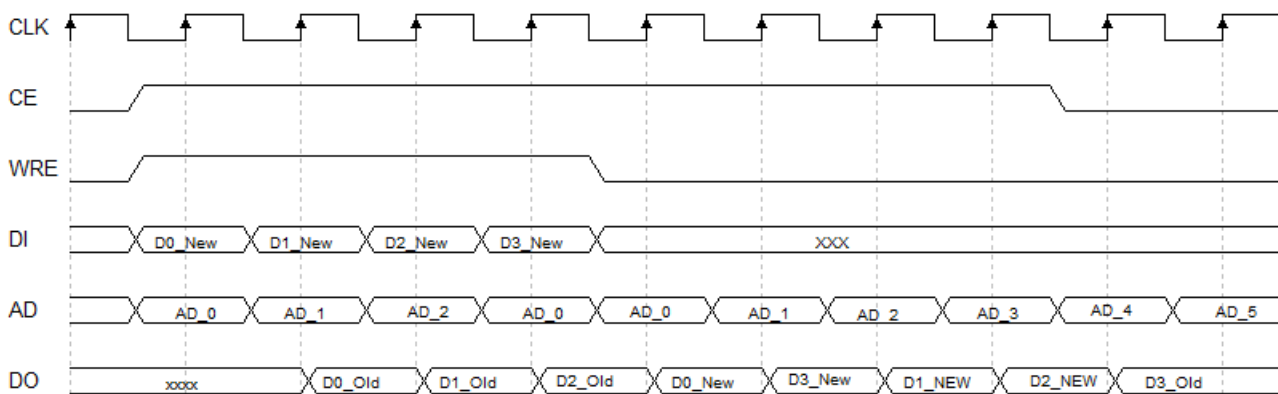 CLK
CE
WRE
DI D0_New D1_New D2_New D3_New XXX
AD AD_0 AD_1 AD_2 AD_0 AD_0 AD_1 AD_2 AD_3 AD_4 AD_5
DO xxxx D0_Old D1_Old D2_Old D0_New D3_New D1_NEW D2_NEW D3_Old